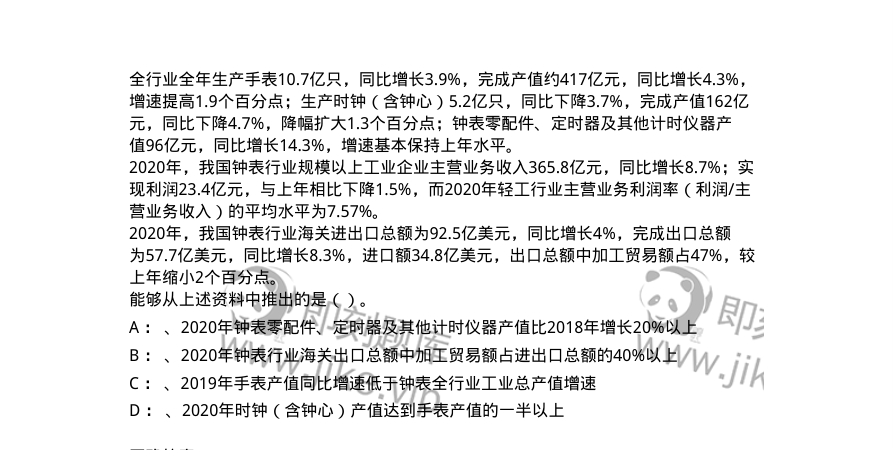 全行业全年生产手表10.7亿只，同比增长3.9%，完成产值约417亿元，同比增长4.3%，
增速提高1.9个百分点；生产时钟（含钟心）5.2亿只，同比下降3.7%，完成产值162亿
元，同比下降4.7%，降幅扩大1.3个百分点；钟表零配件、定时器及其他计时仪器产
值96亿元，同比增长14.3%，增速基本保持上年水平。
2020年，我国钟表行业规模以上工业企业主营业务收入365.8亿元，同比增长8.7%；实
现利润23.4亿元，与上年相比下降1.5%，而2020年轻工行业主营业务利润率（利润/主
营业务收入）的平均水平为7.57%。
2020年，我国钟表行业海关进出口总额为92.5亿美元，同比增长4%，完成出口总额
为57.7亿美元，同比增长8.3%，进口额34.8亿美元，出口总额中加工贸易额占47%，较
上年缩小2个百分点。
能够从上述资料中推出的是（ ）。
A： 、2020年钟表零配件、定时器及其他计时仪器产值比2018年增长20%以上
B： 、2020年钟表行业海关出口总额中加工贸易额占进出口总额的40%以上
C： 、2019年手表产值同比增速低于钟表全行业工业总产值增速
D： 、2020年时钟（含钟心）产值达到手表产值的一半以上
即刻题库
www.jike.vip
即刻
www.jik